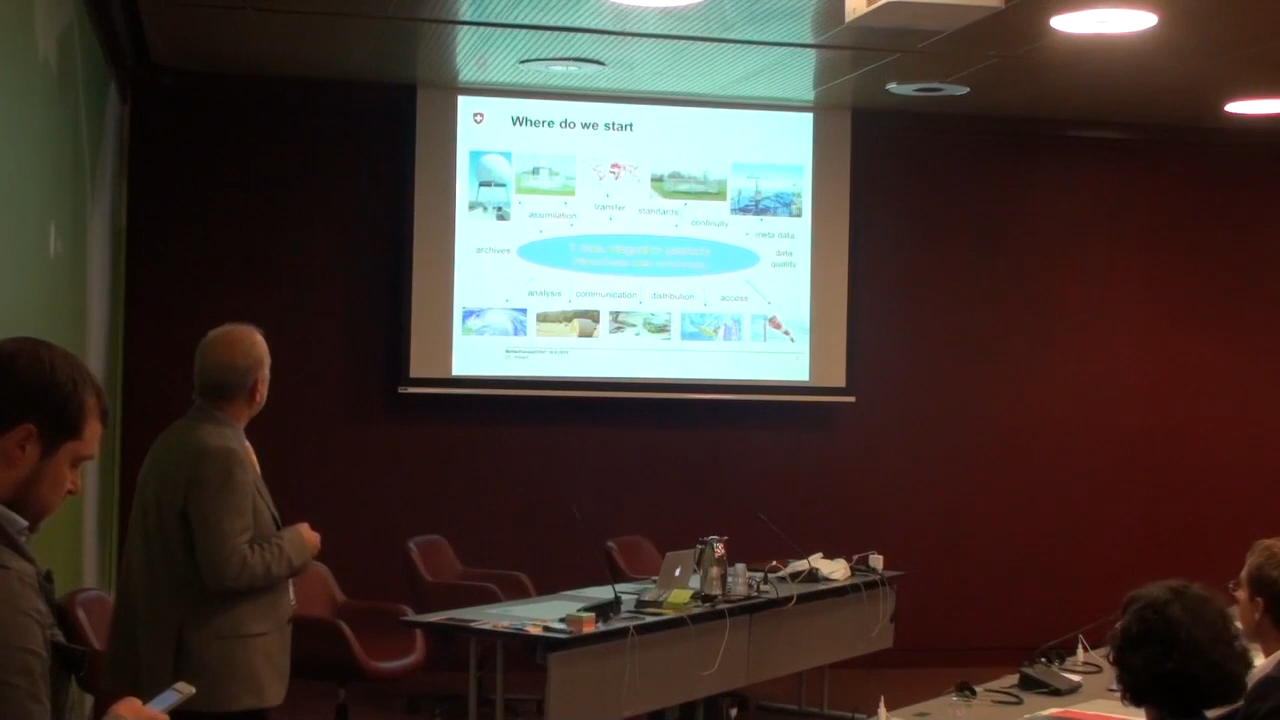 Where do we start
assimilation
transfer
standards
continuity
meta data
archives
data
quality
analysis
communication
distribution
access